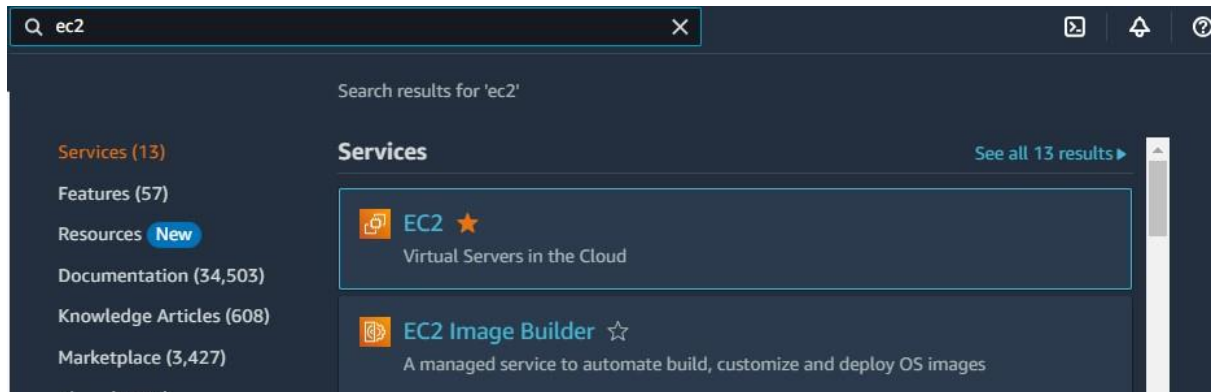 ec2
Search results for 'ec2'
Services (13)
Features (57)
Resources New
Documentation (34,503)
Knowledge Articles (608)
Marketplace (3,427)
Services
See all 13 results
EC2
Virtual Servers in the Cloud
EC2 Image Builder
A managed service to automate build, customize and deploy OS images